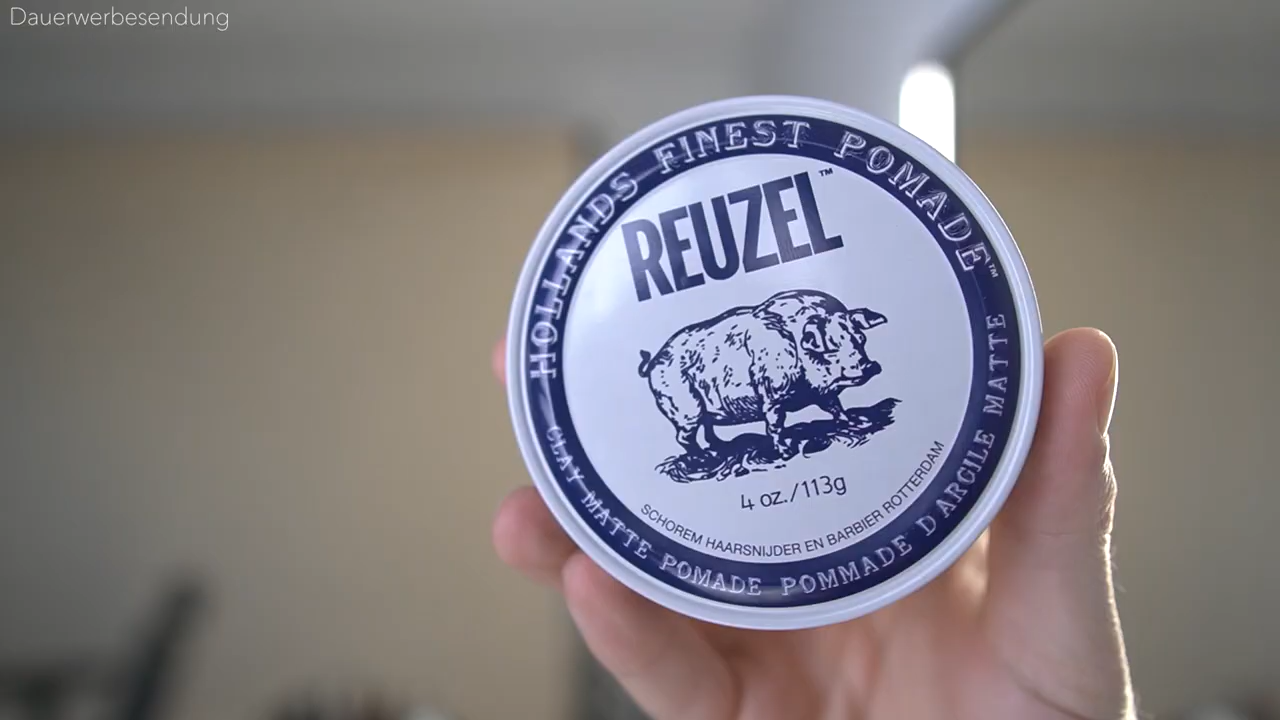 Dauerwerbesendung
HOLLANDS FINEST POMADE™
REUZEL™
4 oz./113g
SCHOREM HAARSNIJDER EN BARBIER ROTTERDAM
CLAY MATTE POMADE POMMADE D ARGILE MATTE